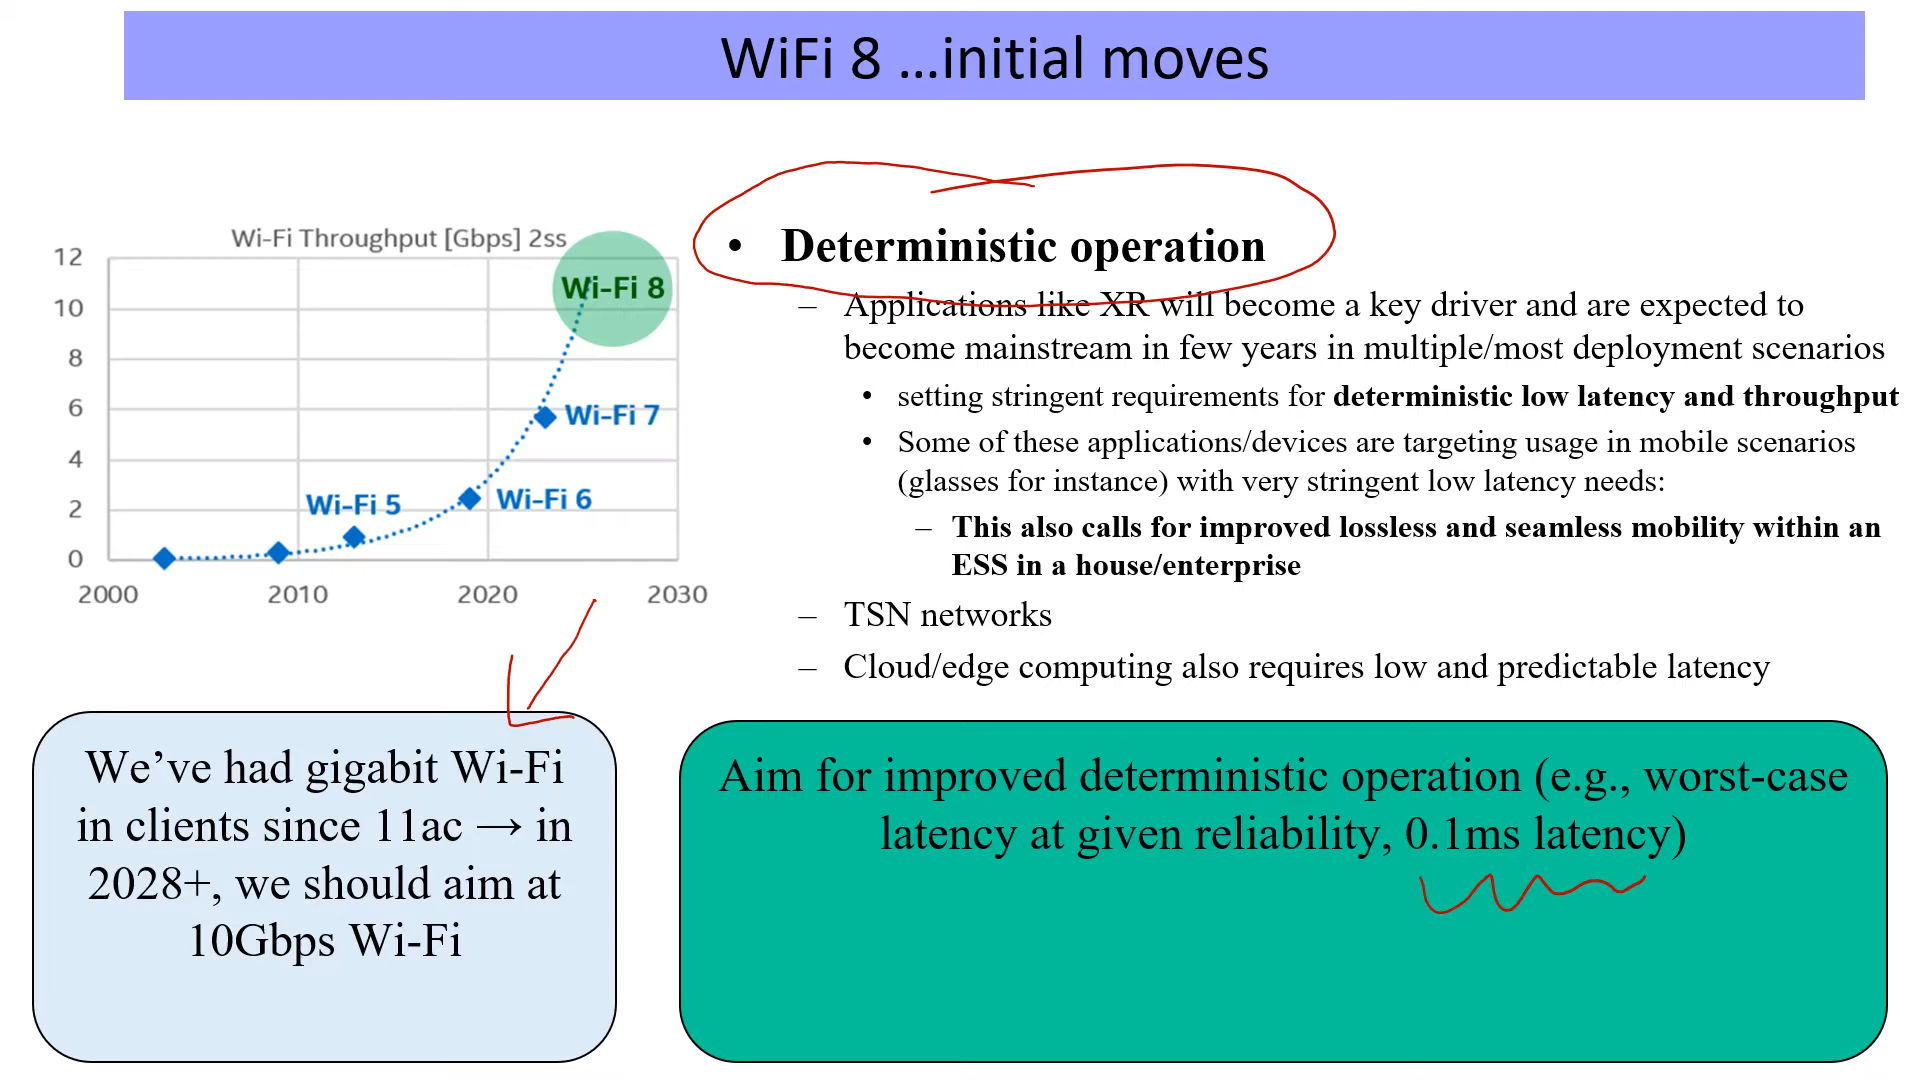 WiFi 8 …initial moves
Wi-Fi Throughput [Gbps] 2ss
12
10
8
6
4
2
0
2000 2010 2020 2030
Wi-Fi 8
Wi-Fi 7
Wi-Fi 6
Wi-Fi 5
• Deterministic operation
– Applications like XR will become a key driver and are expected to
become mainstream in few years in multiple/most deployment scenarios
• setting stringent requirements for deterministic low latency and throughput
• Some of these applications/devices are targeting usage in mobile scenarios
(glasses for instance) with very stringent low latency needs:
– This also calls for improved lossless and seamless mobility within an
ESS in a house/enterprise
– TSN networks
– Cloud/edge computing also requires low and predictable latency
We’ve had gigabit Wi-Fi
in clients since 11ac → in
2028+, we should aim at
10Gbps Wi-Fi
Aim for improved deterministic operation (e.g., worst-case
latency at given reliability, 0.1ms latency)